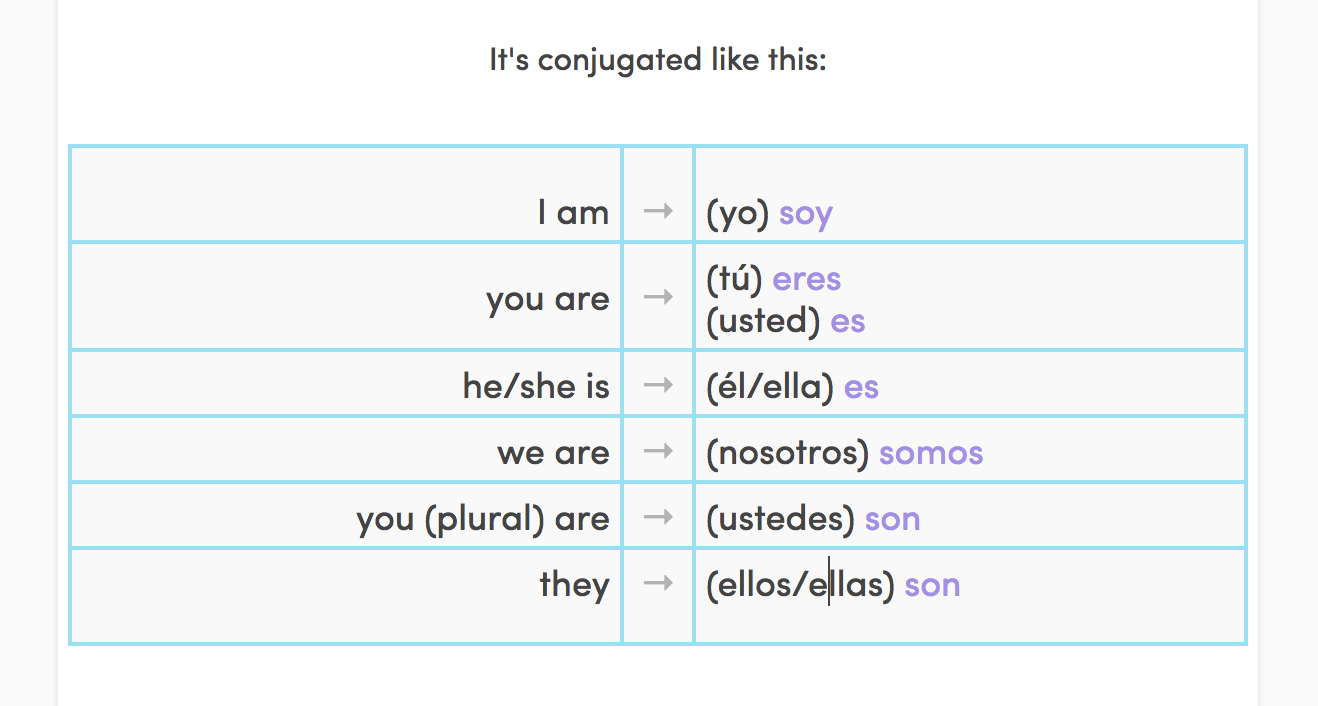 It's conjugated like this:
I am → (yo) soy
you are → (tú) eres
(usted) es
he/she is → (él/ella) es
we are → (nosotros) somos
you (plural) are → (ustedes) son
they → (ellos/ellas) son